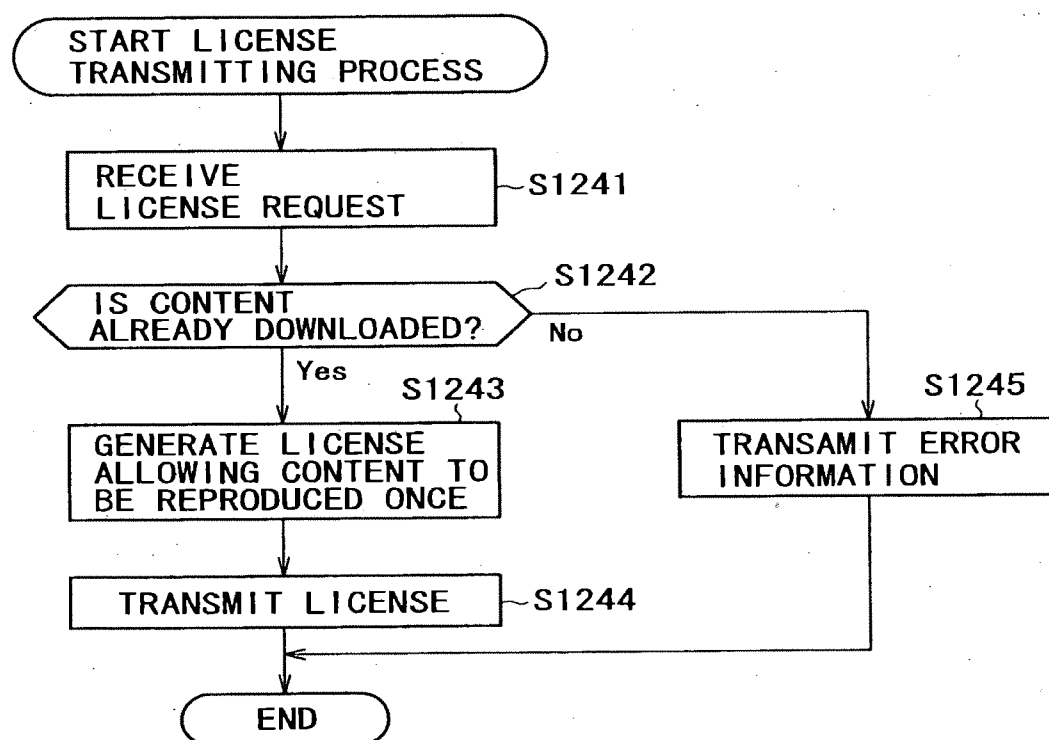 START LICENSE
TRANSMITTING PROCESS
RECEIVE
LICENSE REQUEST
S1241
S1242
IS CONTENT
ALREADY DOWNLOADED?
No
Yes
S1243
GENERATE LICENSE
ALLOWING CONTENT TO
BE REPRODUCED ONCE
S1245
TRANSAMIT ERROR
INFORMATION
TRANSMIT LICENSE
S1244
END